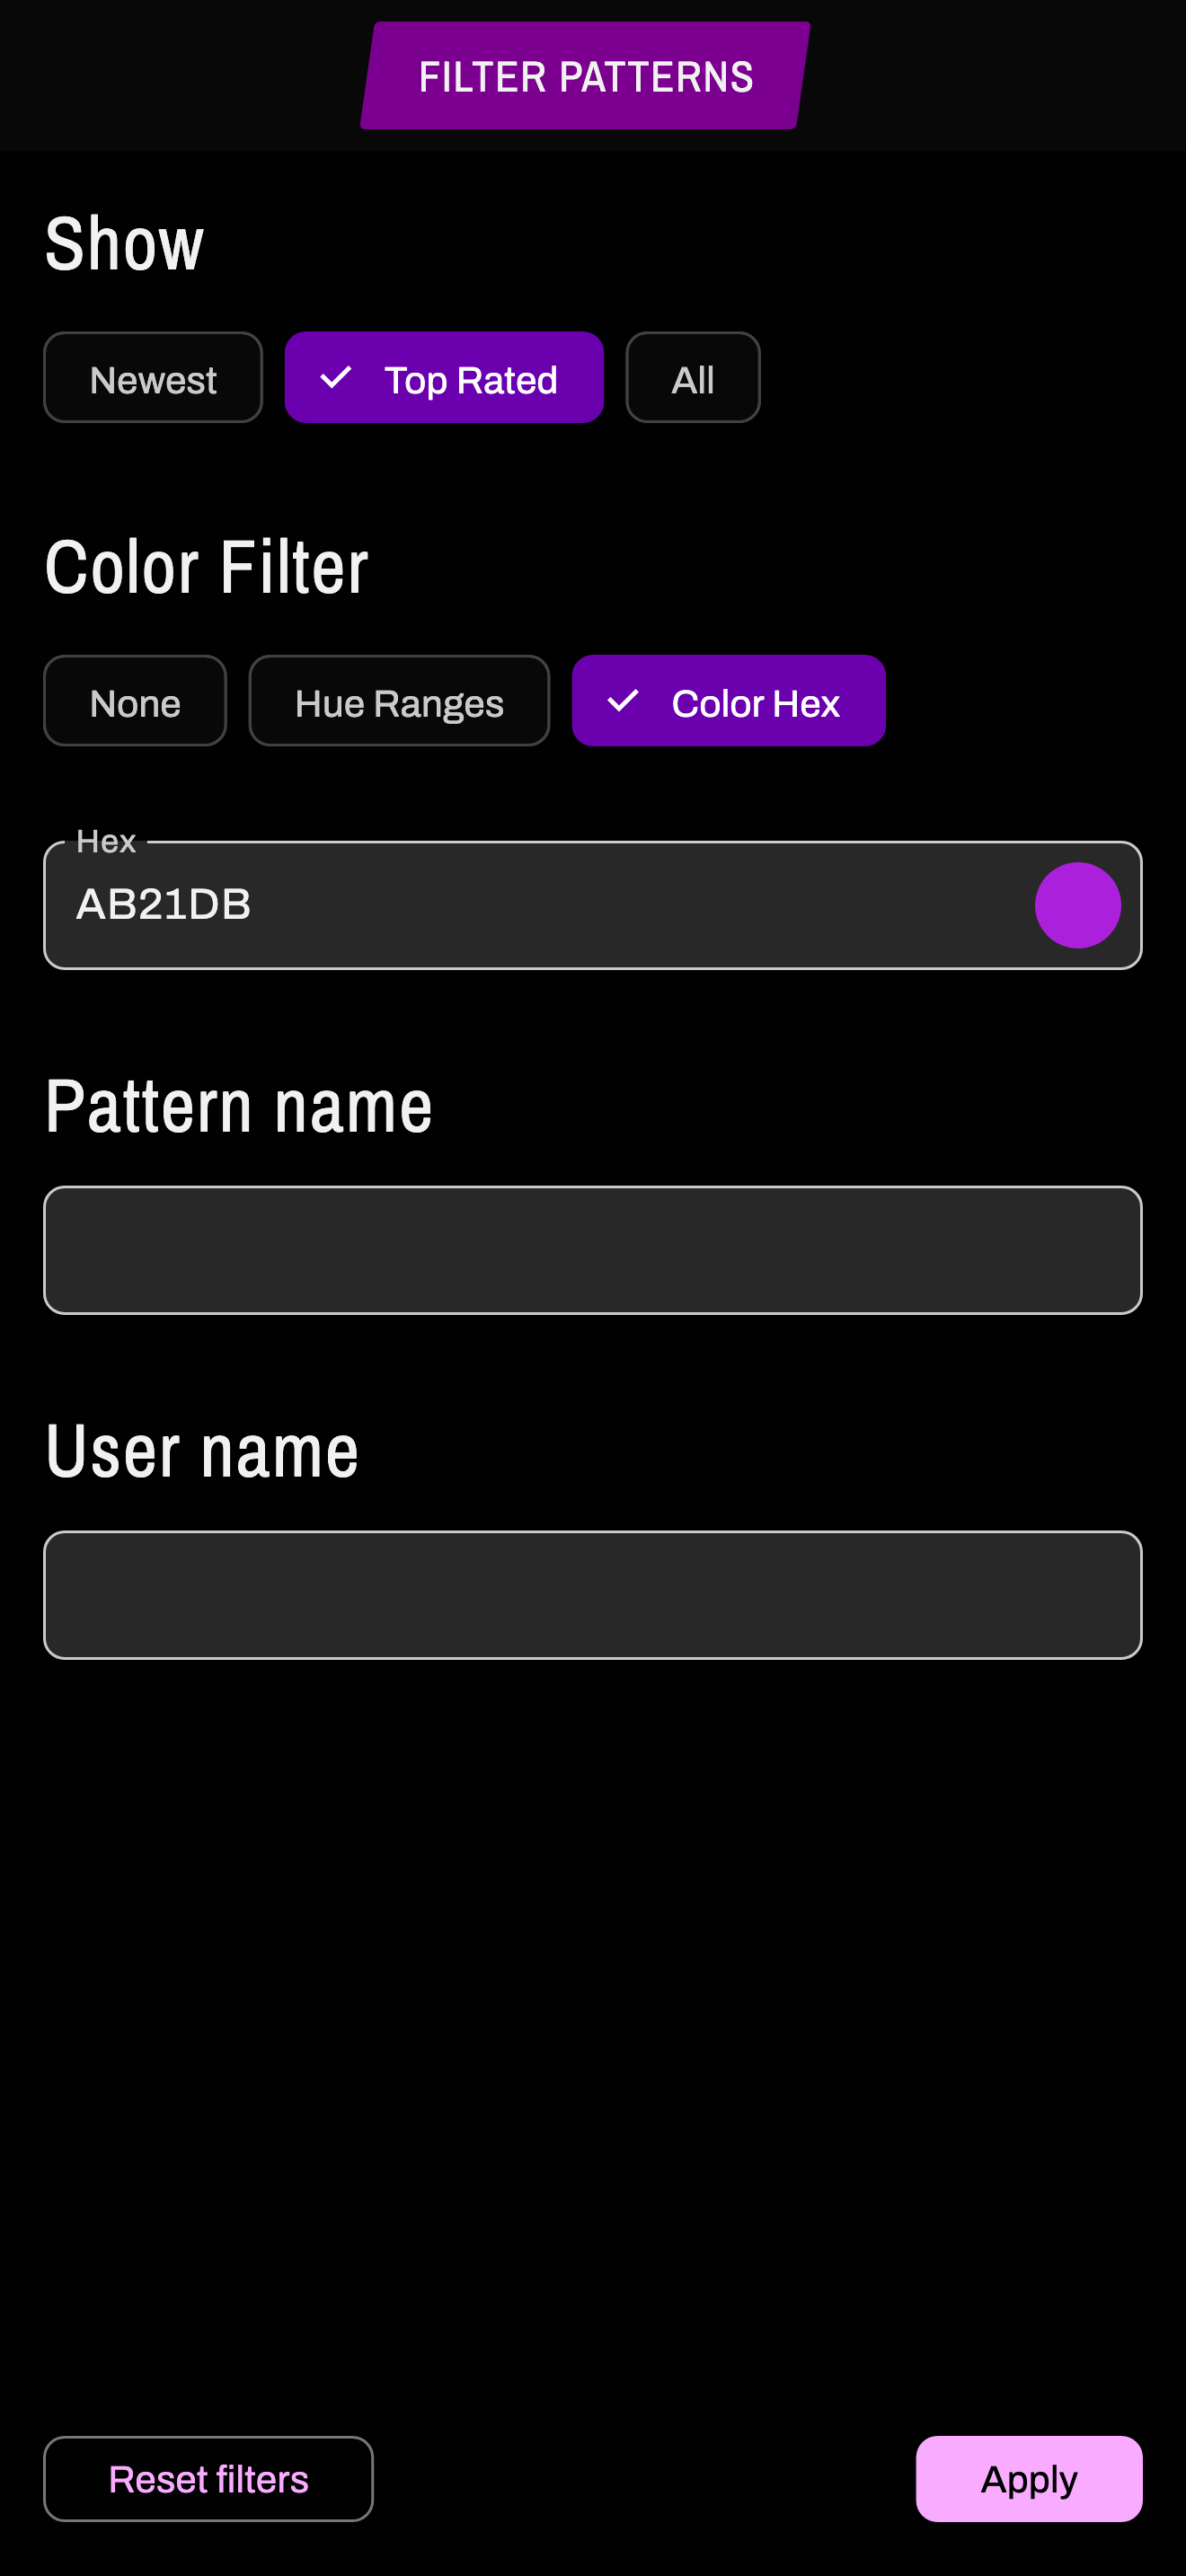 FILTER PATTERNS
Show
Newest Top Rated All
Color Filter
None Hue Ranges Color Hex
Hex
AB21DB
Pattern name
User name
Reset filters Apply